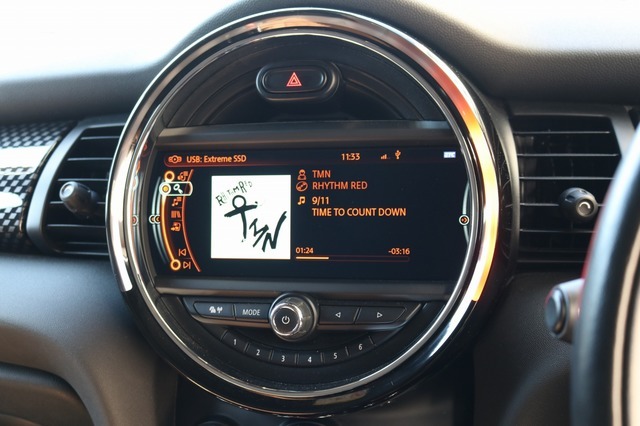 USB: Extreme SSD 11:33
TMN
RHYTHM RED
9/11
TIME TO COUNT DOWN
RHYTHM RED
TMN
01:24 -03:16
MODE
1 2 3 4 5 6